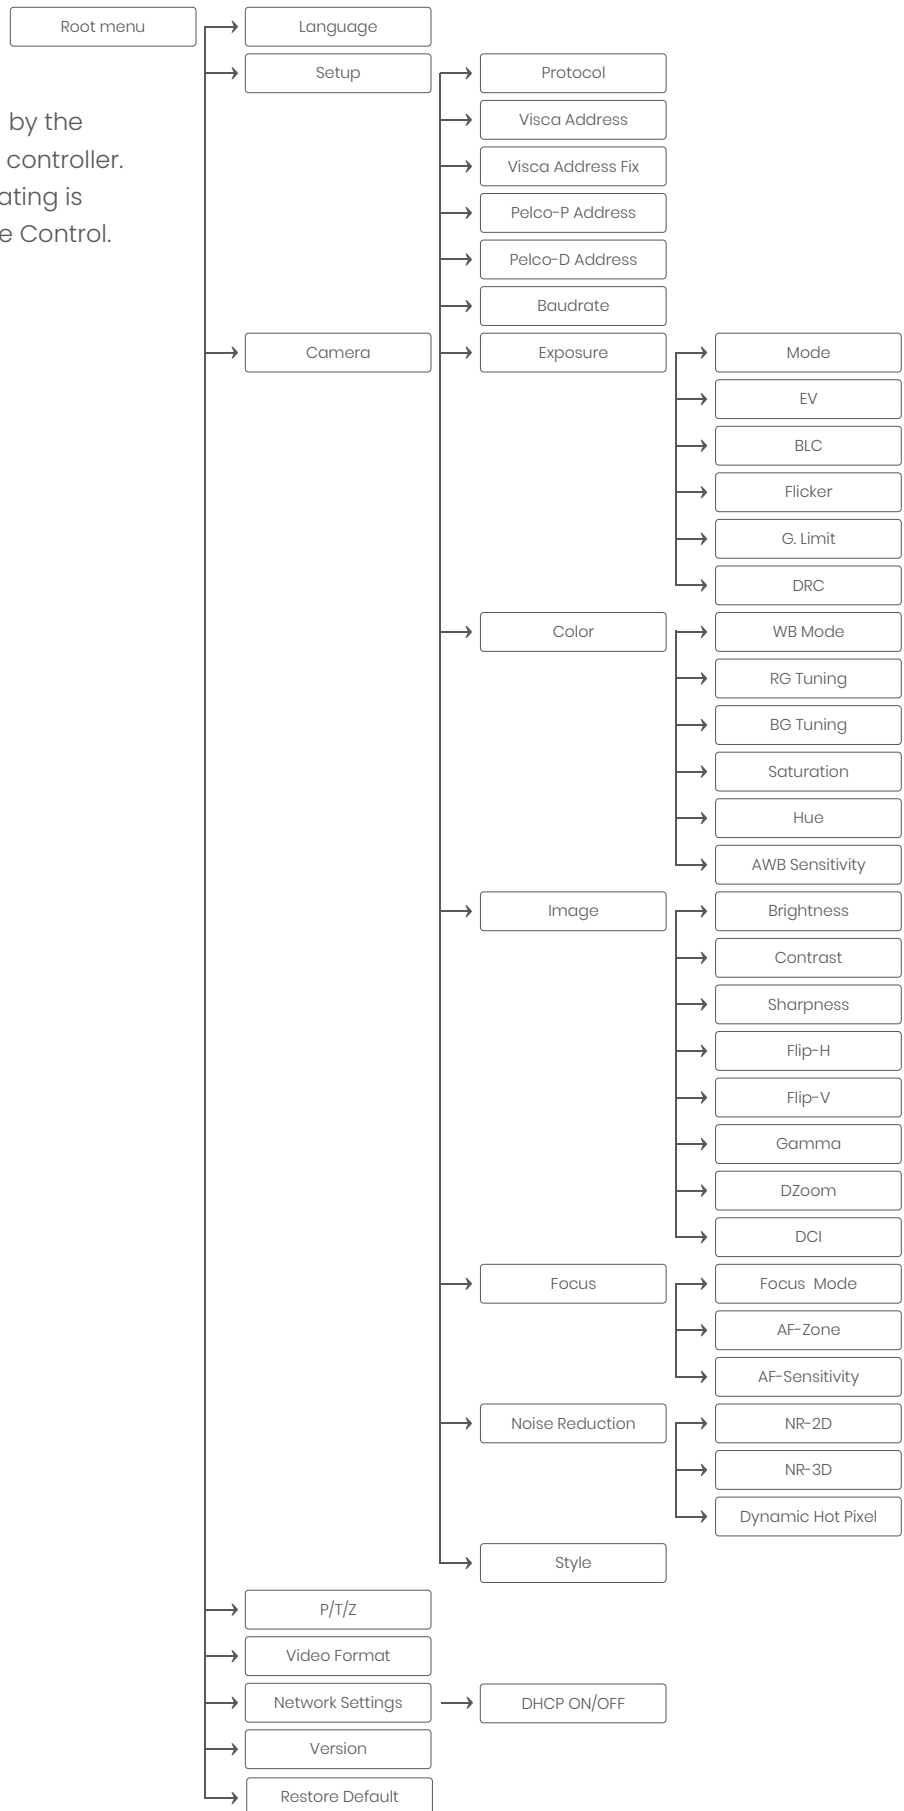 Root menu
Language
Setup
Protocol
by the
Visca Address
controller.
Visca Address Fix
ating is
Pelco-P Address
e Control.
Pelco-D Address
Baudrate
Camera
Exposure
Mode
EV
BLC
Flicker
G. Limit
DRC
Color
WB Mode
RG Tuning
BG Tuning
Saturation
Hue
AWB Sensitivity
Image
Brightness
Contrast
Sharpness
Flip-H
Flip-V
Gamma
DZoom
DCI
Focus
Focus Mode
AF-Zone
AF-Sensitivity
Noise Reduction
NR-2D
NR-3D
Dynamic Hot Pixel
Style
P/T/Z
Video Format
Network Settings
DHCP ON/OFF
Version
Restore Default